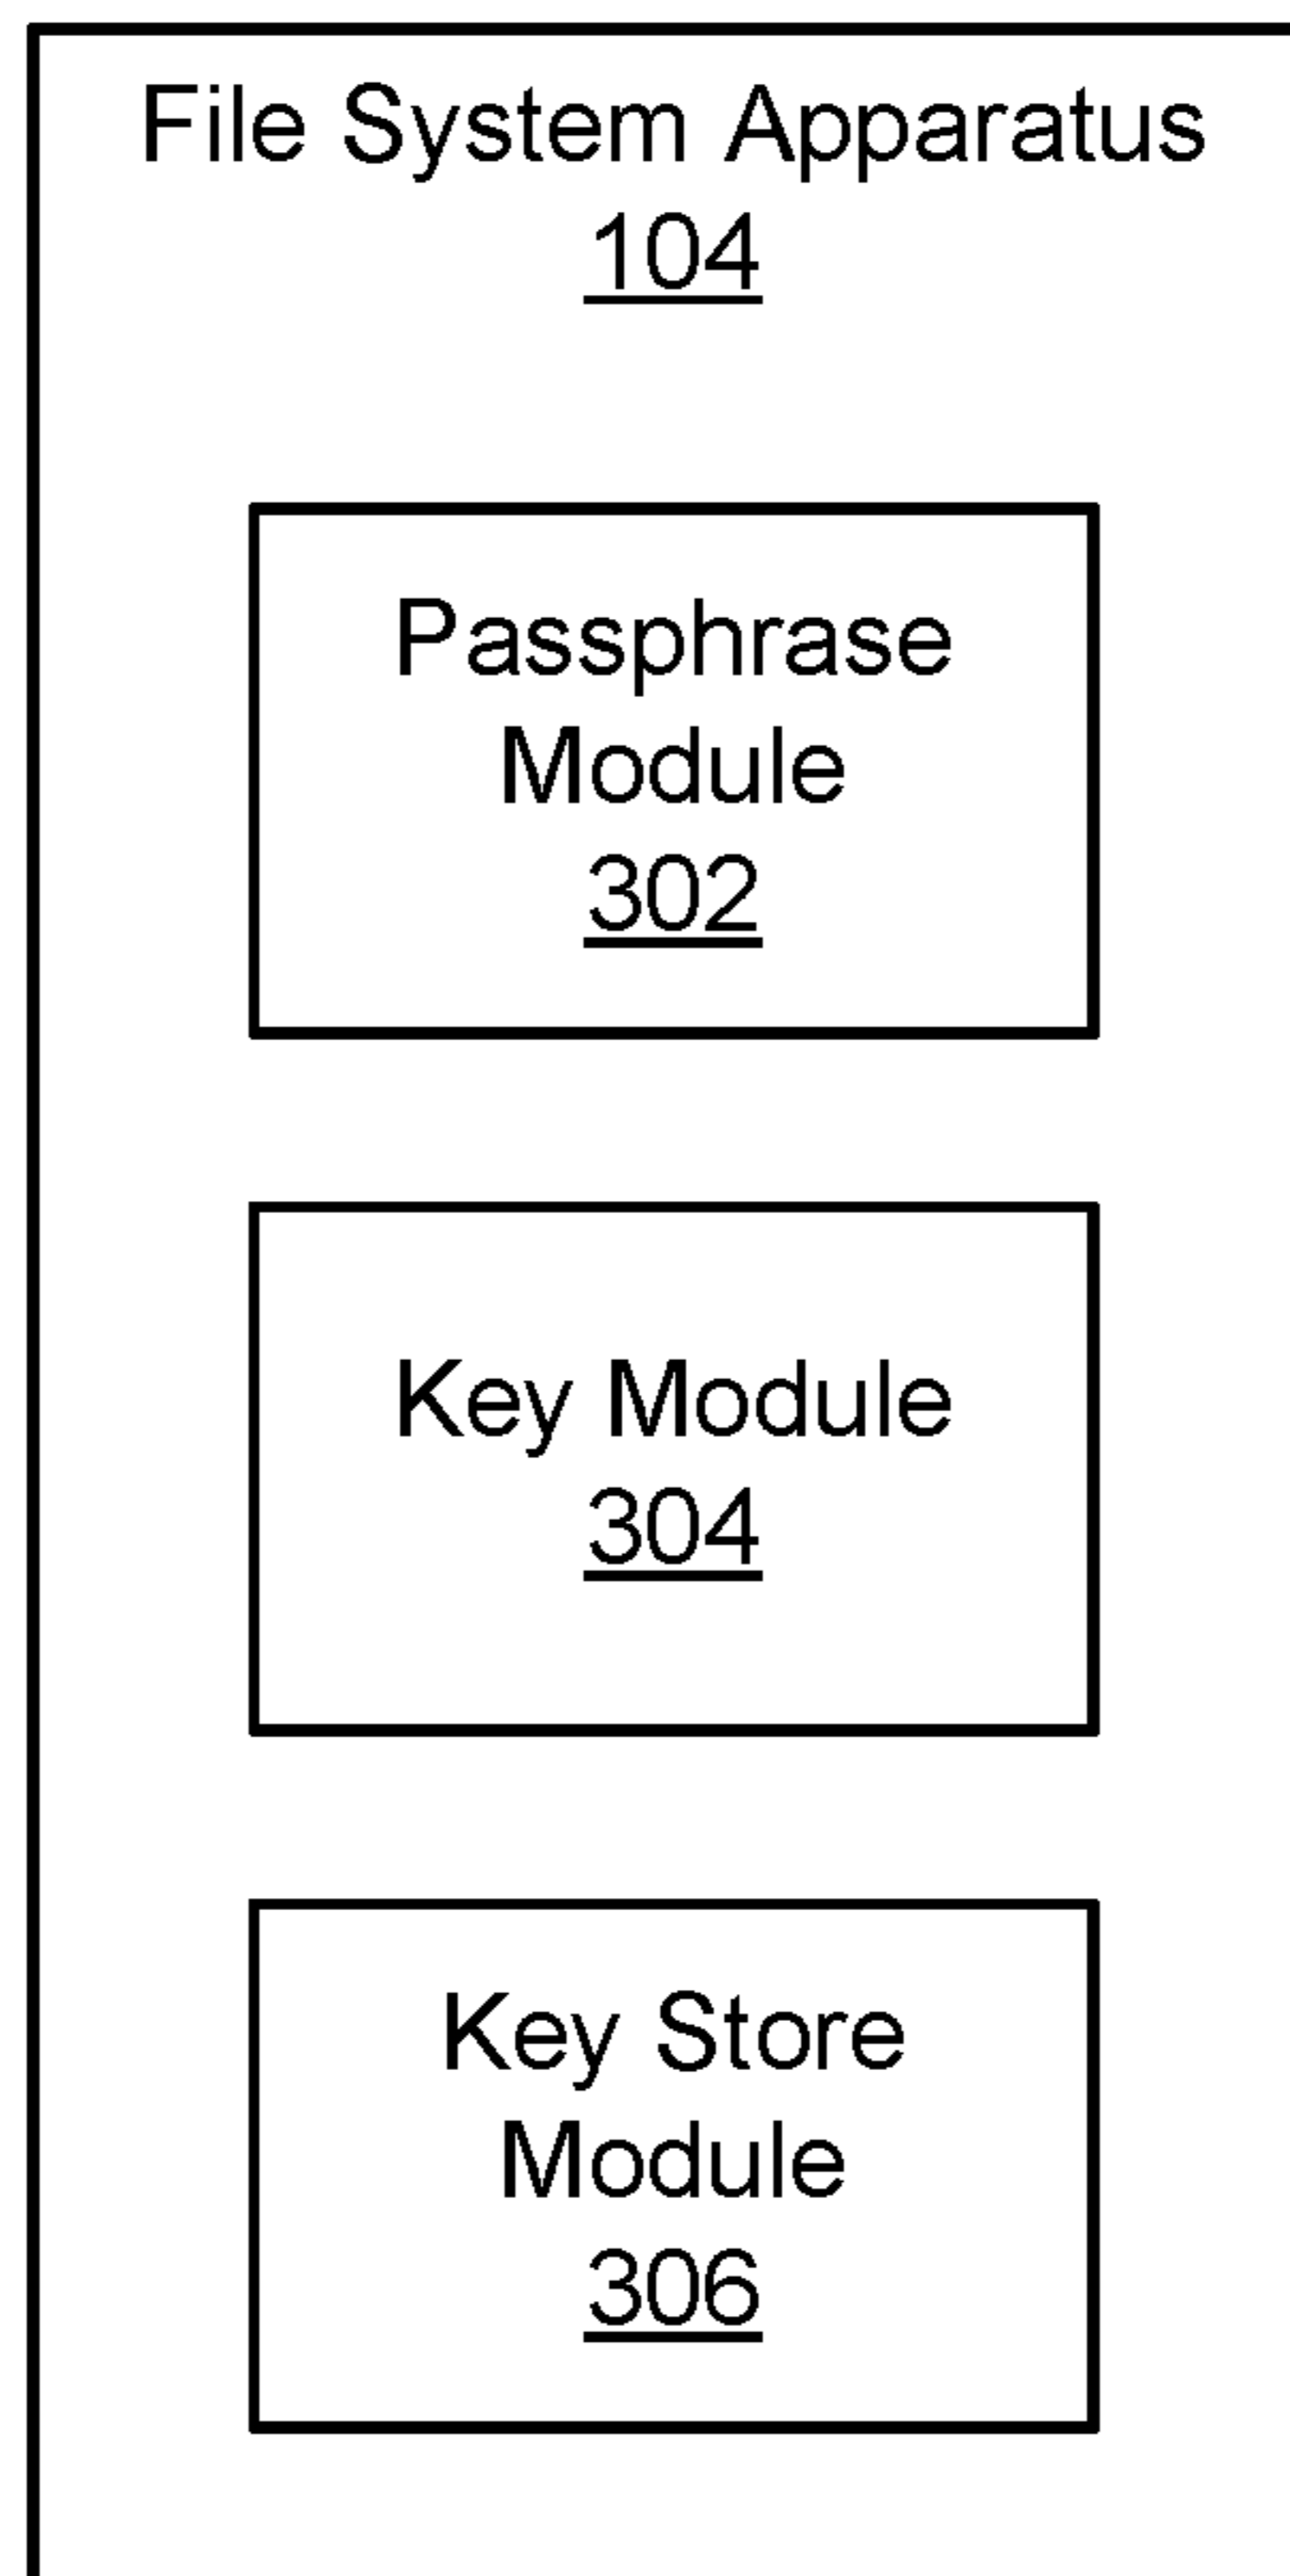 File System Apparatus
104
Passphrase
Module
302
Key Module
304
Key Store
Module
306